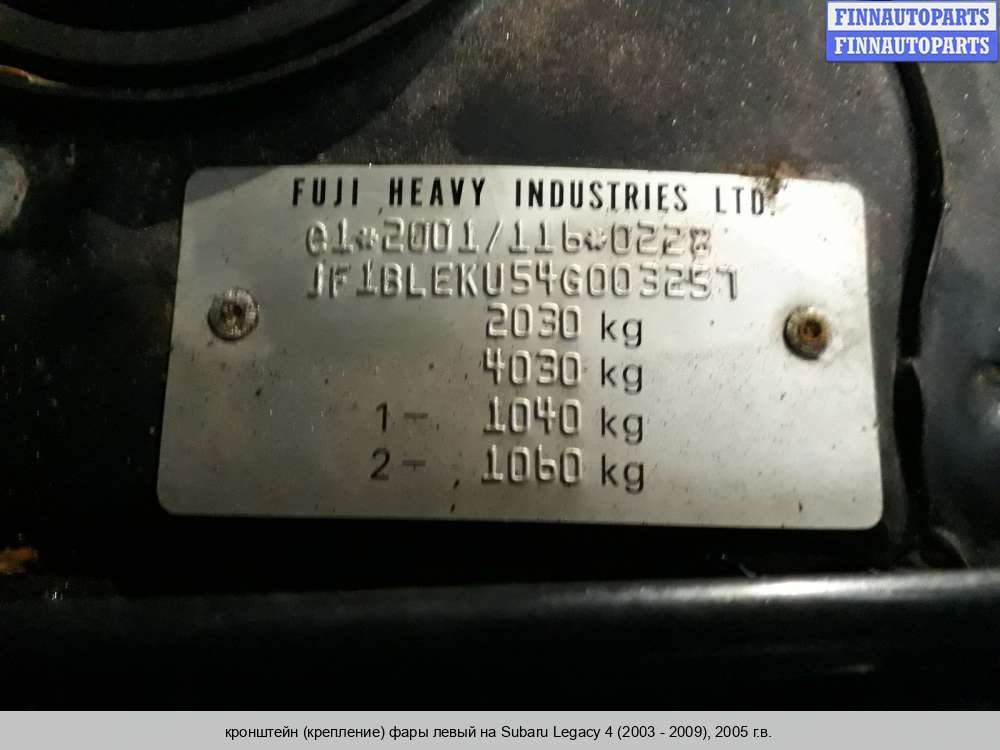 FINNAUTOPARTS
FINNAUTOPARTS
FUJI HEAVY INDUSTRIES LTD.
e1*2001/116*0228
JF1BLEKU54G003257
2030 kg
4030 kg
1- 1040 kg
2- 1060 kg
кронштейн (крепление) фары левый на Subaru Legacy 4 (2003 - 2009), 2005 г.в.